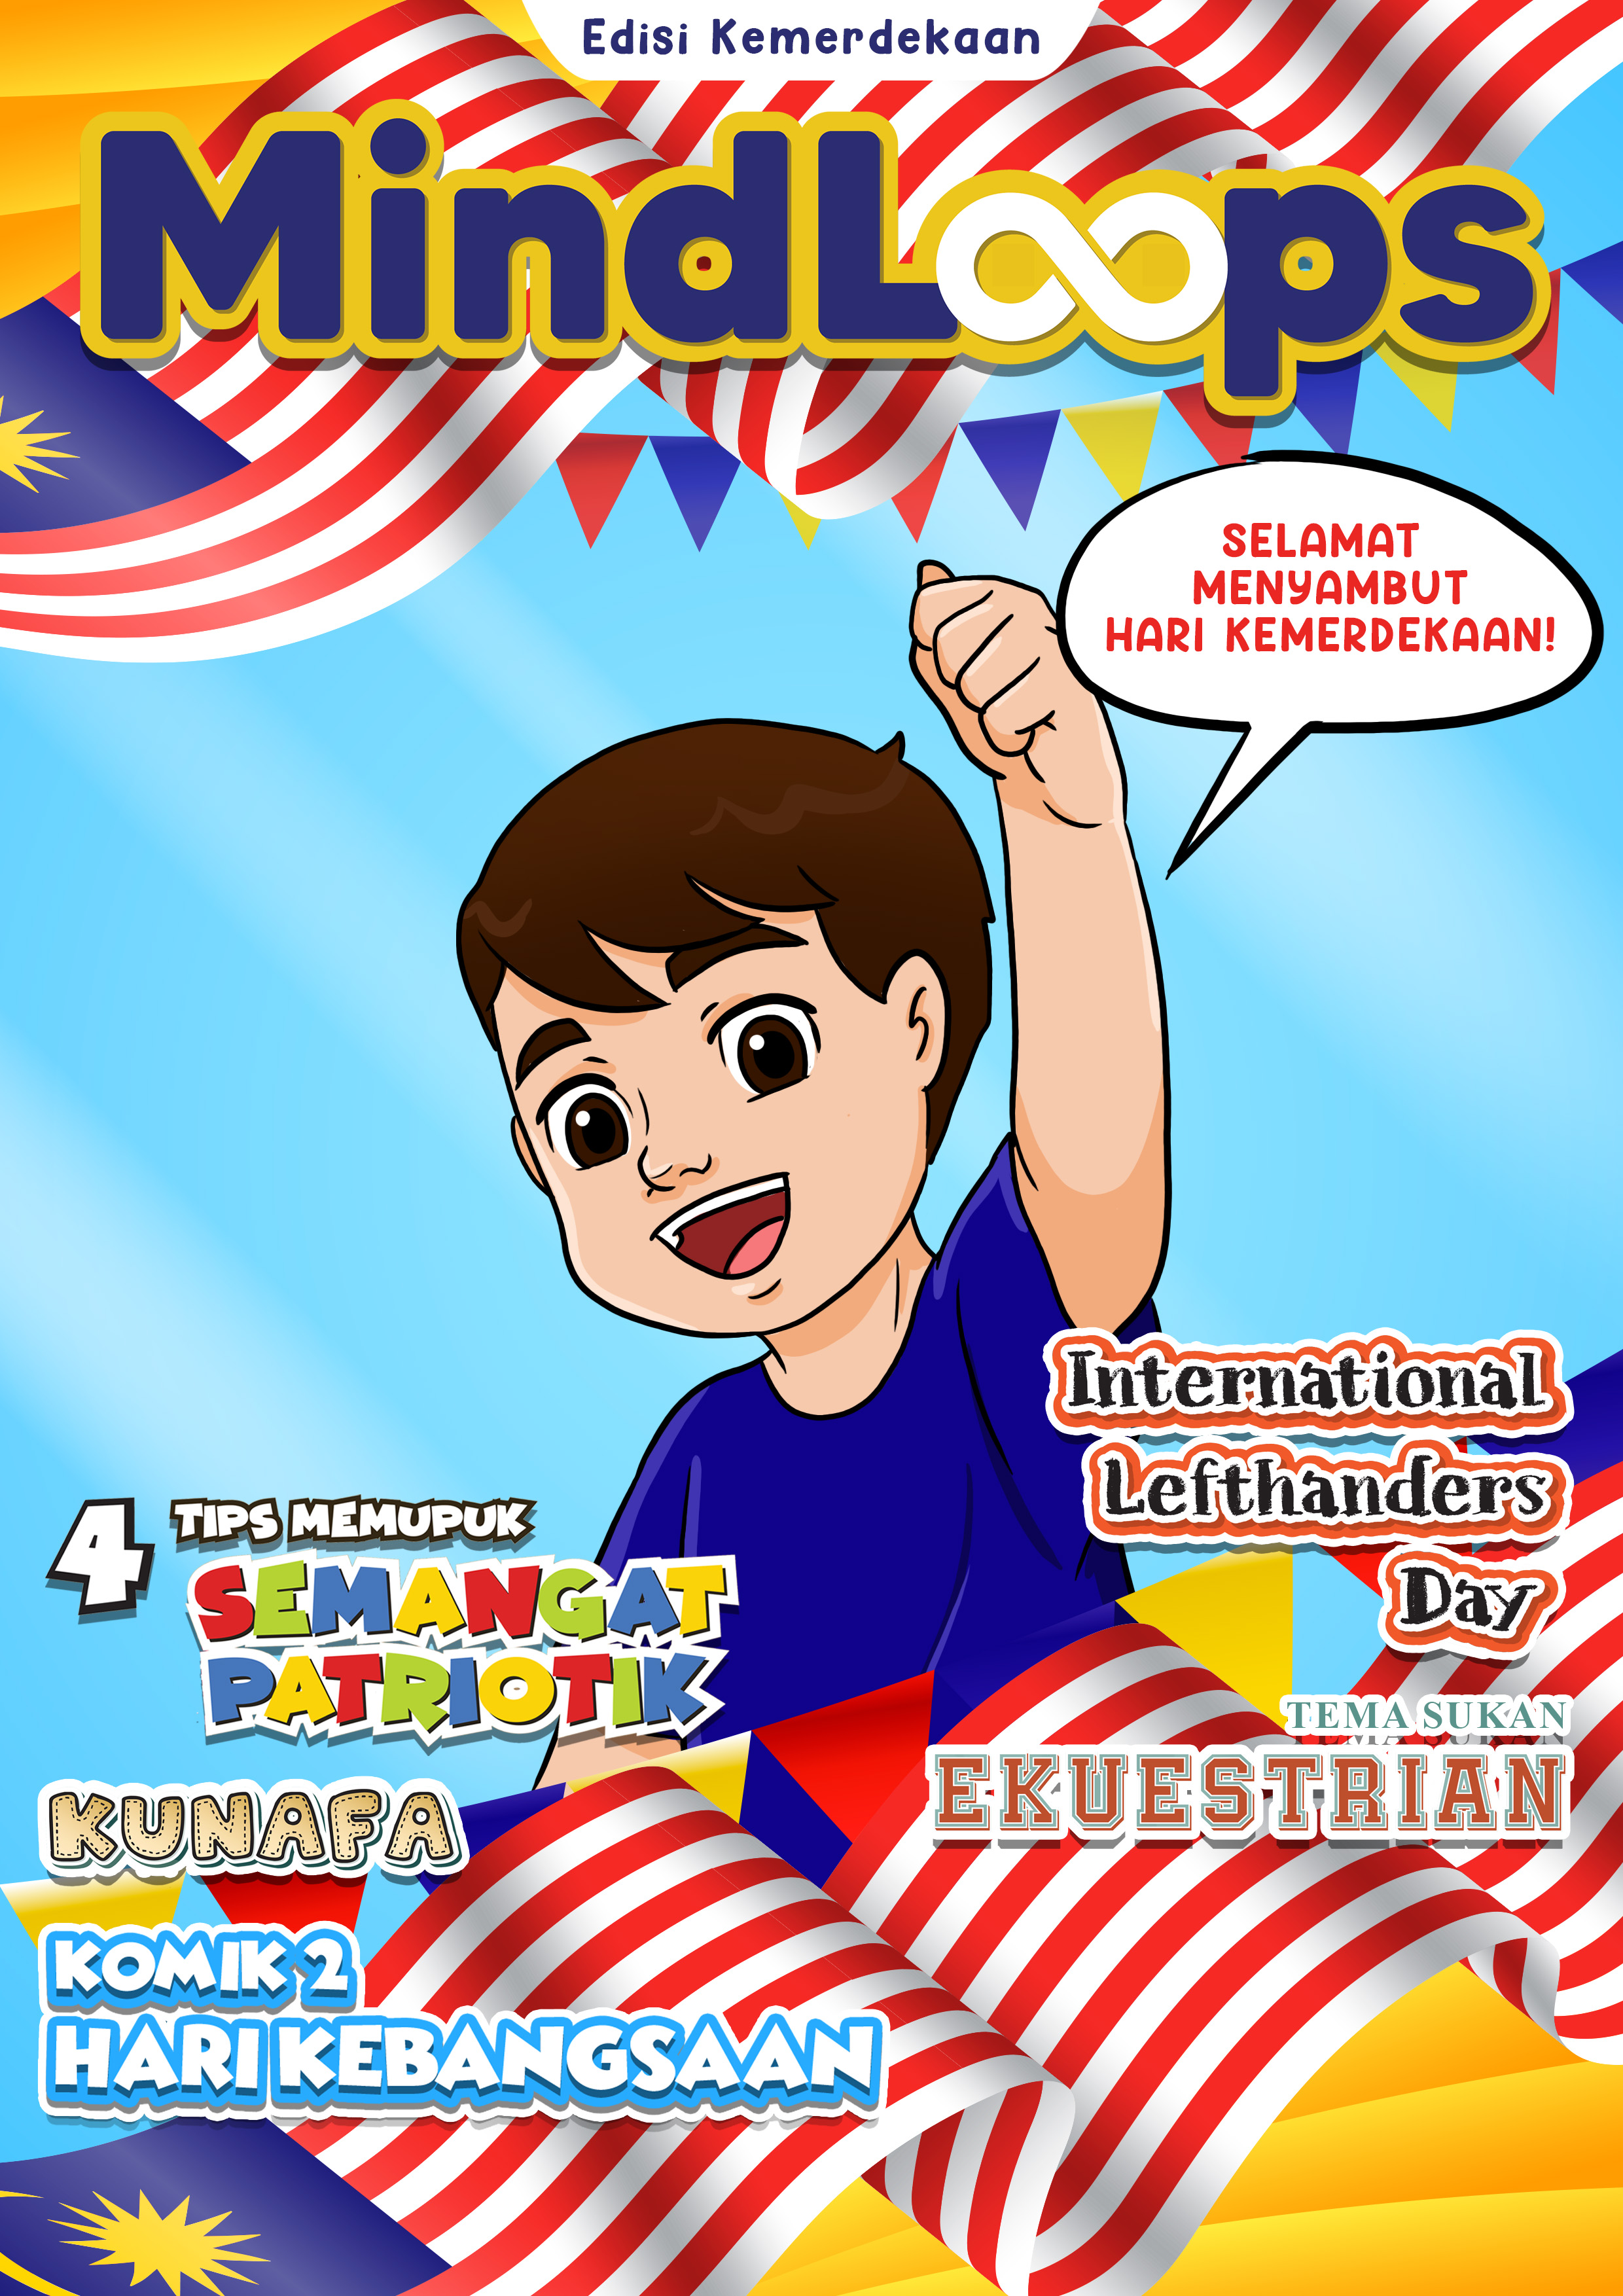 Edisi Kemerdekaan
MindLoops
SELAMAT
MENYAMBUT
HARI KEMERDEKAAN!
International
Lefthanders
Day
4 TIPS MEMUPUK
SEMANGAT
PATRIOTIK
TEMA SUKAN
EKUESTRIAN
KUNAFA
KOMIK 2
HARI KEBANGSAAN